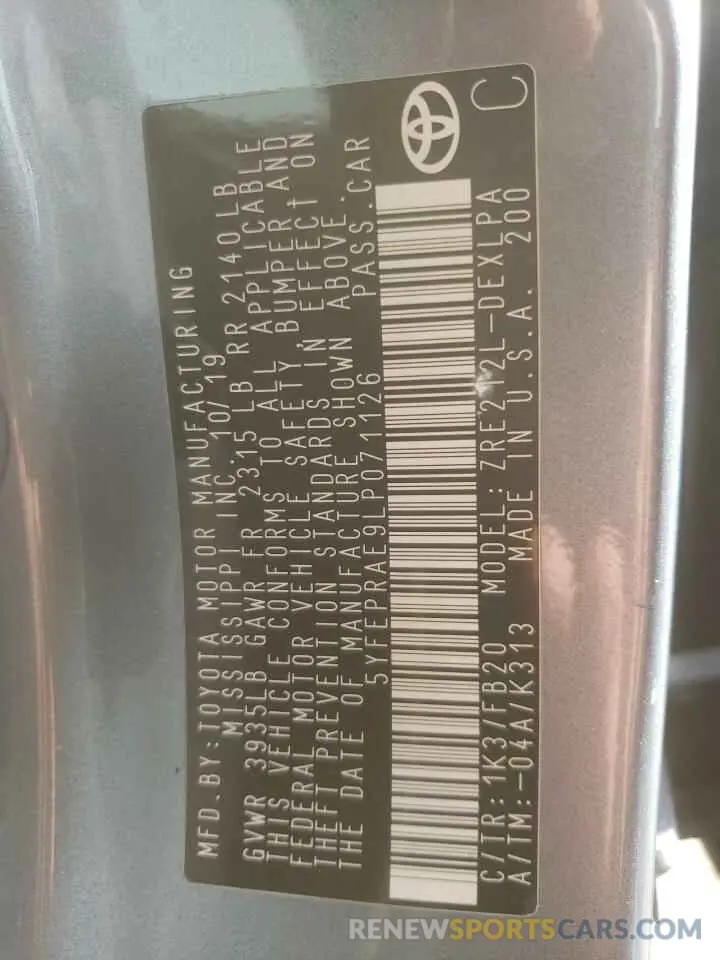 MFD.BY:TOYOTA MOTOR MANUFACTURING
MISSISSIPPI INC. 10/19
GVWR 3935LB GAWR FR 2315 LB RR 2140LB
THIS VEHICLE CONFORMS TO ALL APPLICABLE
FEDERAL MOTOR VEHICLE SAFETY, BUMPER AND
THEFT PREVENTION STANDARDS IN EFFECT ON
THE DATE OF MANUFACTURE SHOWN ABOVE.
5YFEPRAE9LP071126 PASS.CAR
C/TR:1K3/FB20 MODEL:ZRE212L-DEXLPA
A/TM:-04A/K313 MADE IN U.S.A. 200
C
RENEWSPORTSCARS.COM